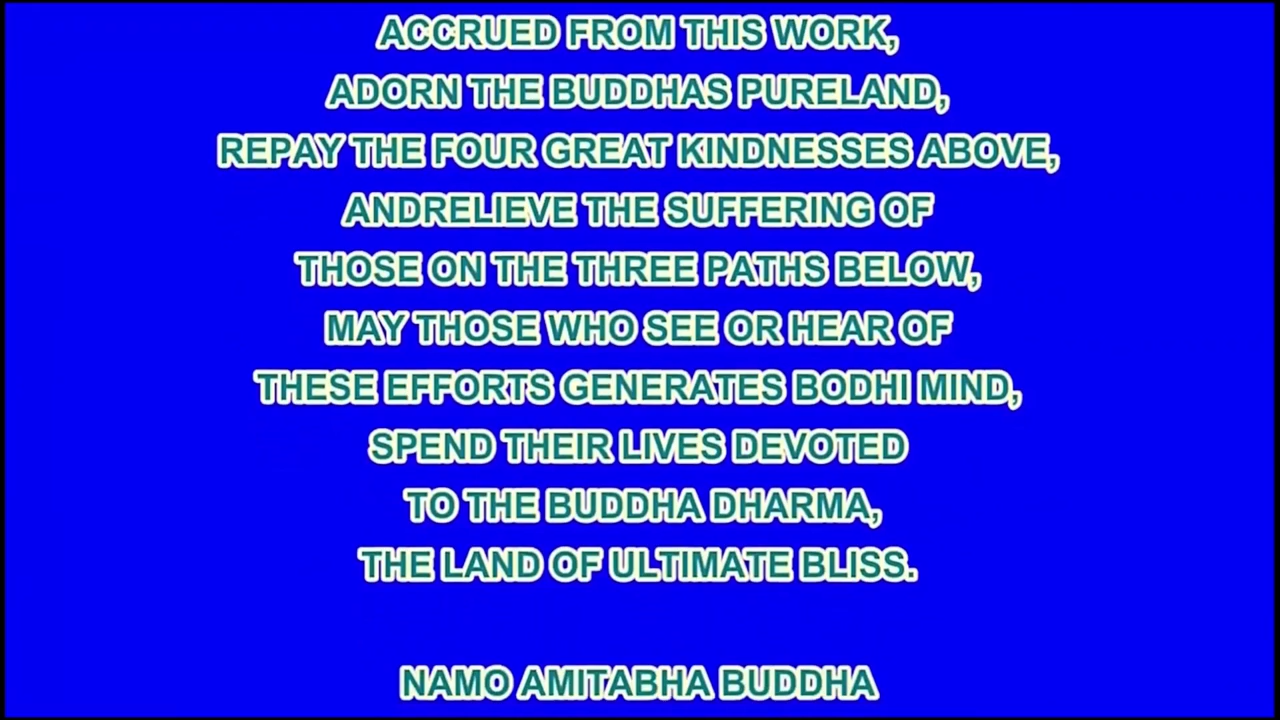 ACCRUED FROM THIS WORK,
ADORN THE BUDDHAS PURELAND,
REPAY THE FOUR GREAT KINDNESSES ABOVE,
ANDRELIEVE THE SUFFERING OF
THOSE ON THE THREE PATHS BELOW,
MAY THOSE WHO SEE OR HEAR OF
THESE EFFORTS GENERATES BODHI MIND,
SPEND THEIR LIVES DEVOTED
TO THE BUDDHA DHARMA,
THE LAND OF ULTIMATE BLISS.
NAMO AMITABHA BUDDHA